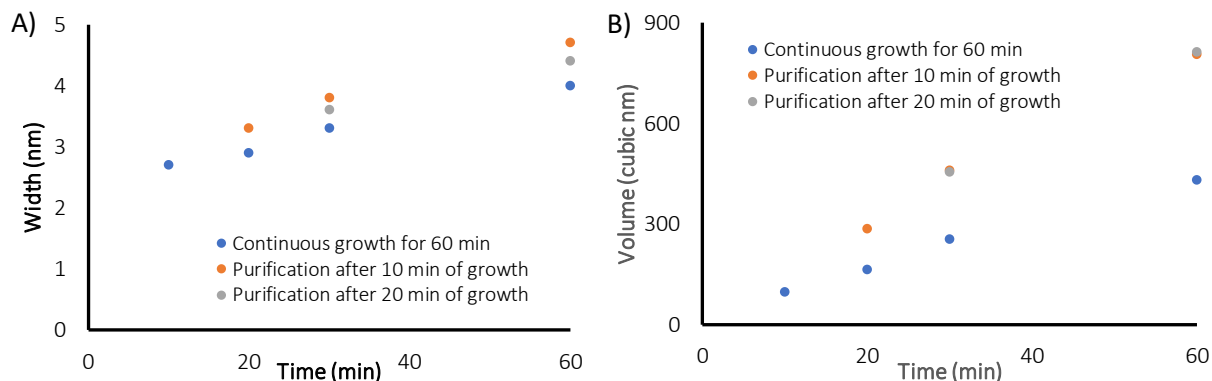 A)
5
4
3
2
1
0
Width (nm)
Continuous growth for 60 min
Purification after 10 min of growth
Purification after 20 min of growth
0
20
40
60
Time (min)
B)
900
600
300
0
Volume (cubic nm)
Continuous growth for 60 min
Purification after 10 min of growth
Purification after 20 min of growth
0
20
40
60
Time (min)